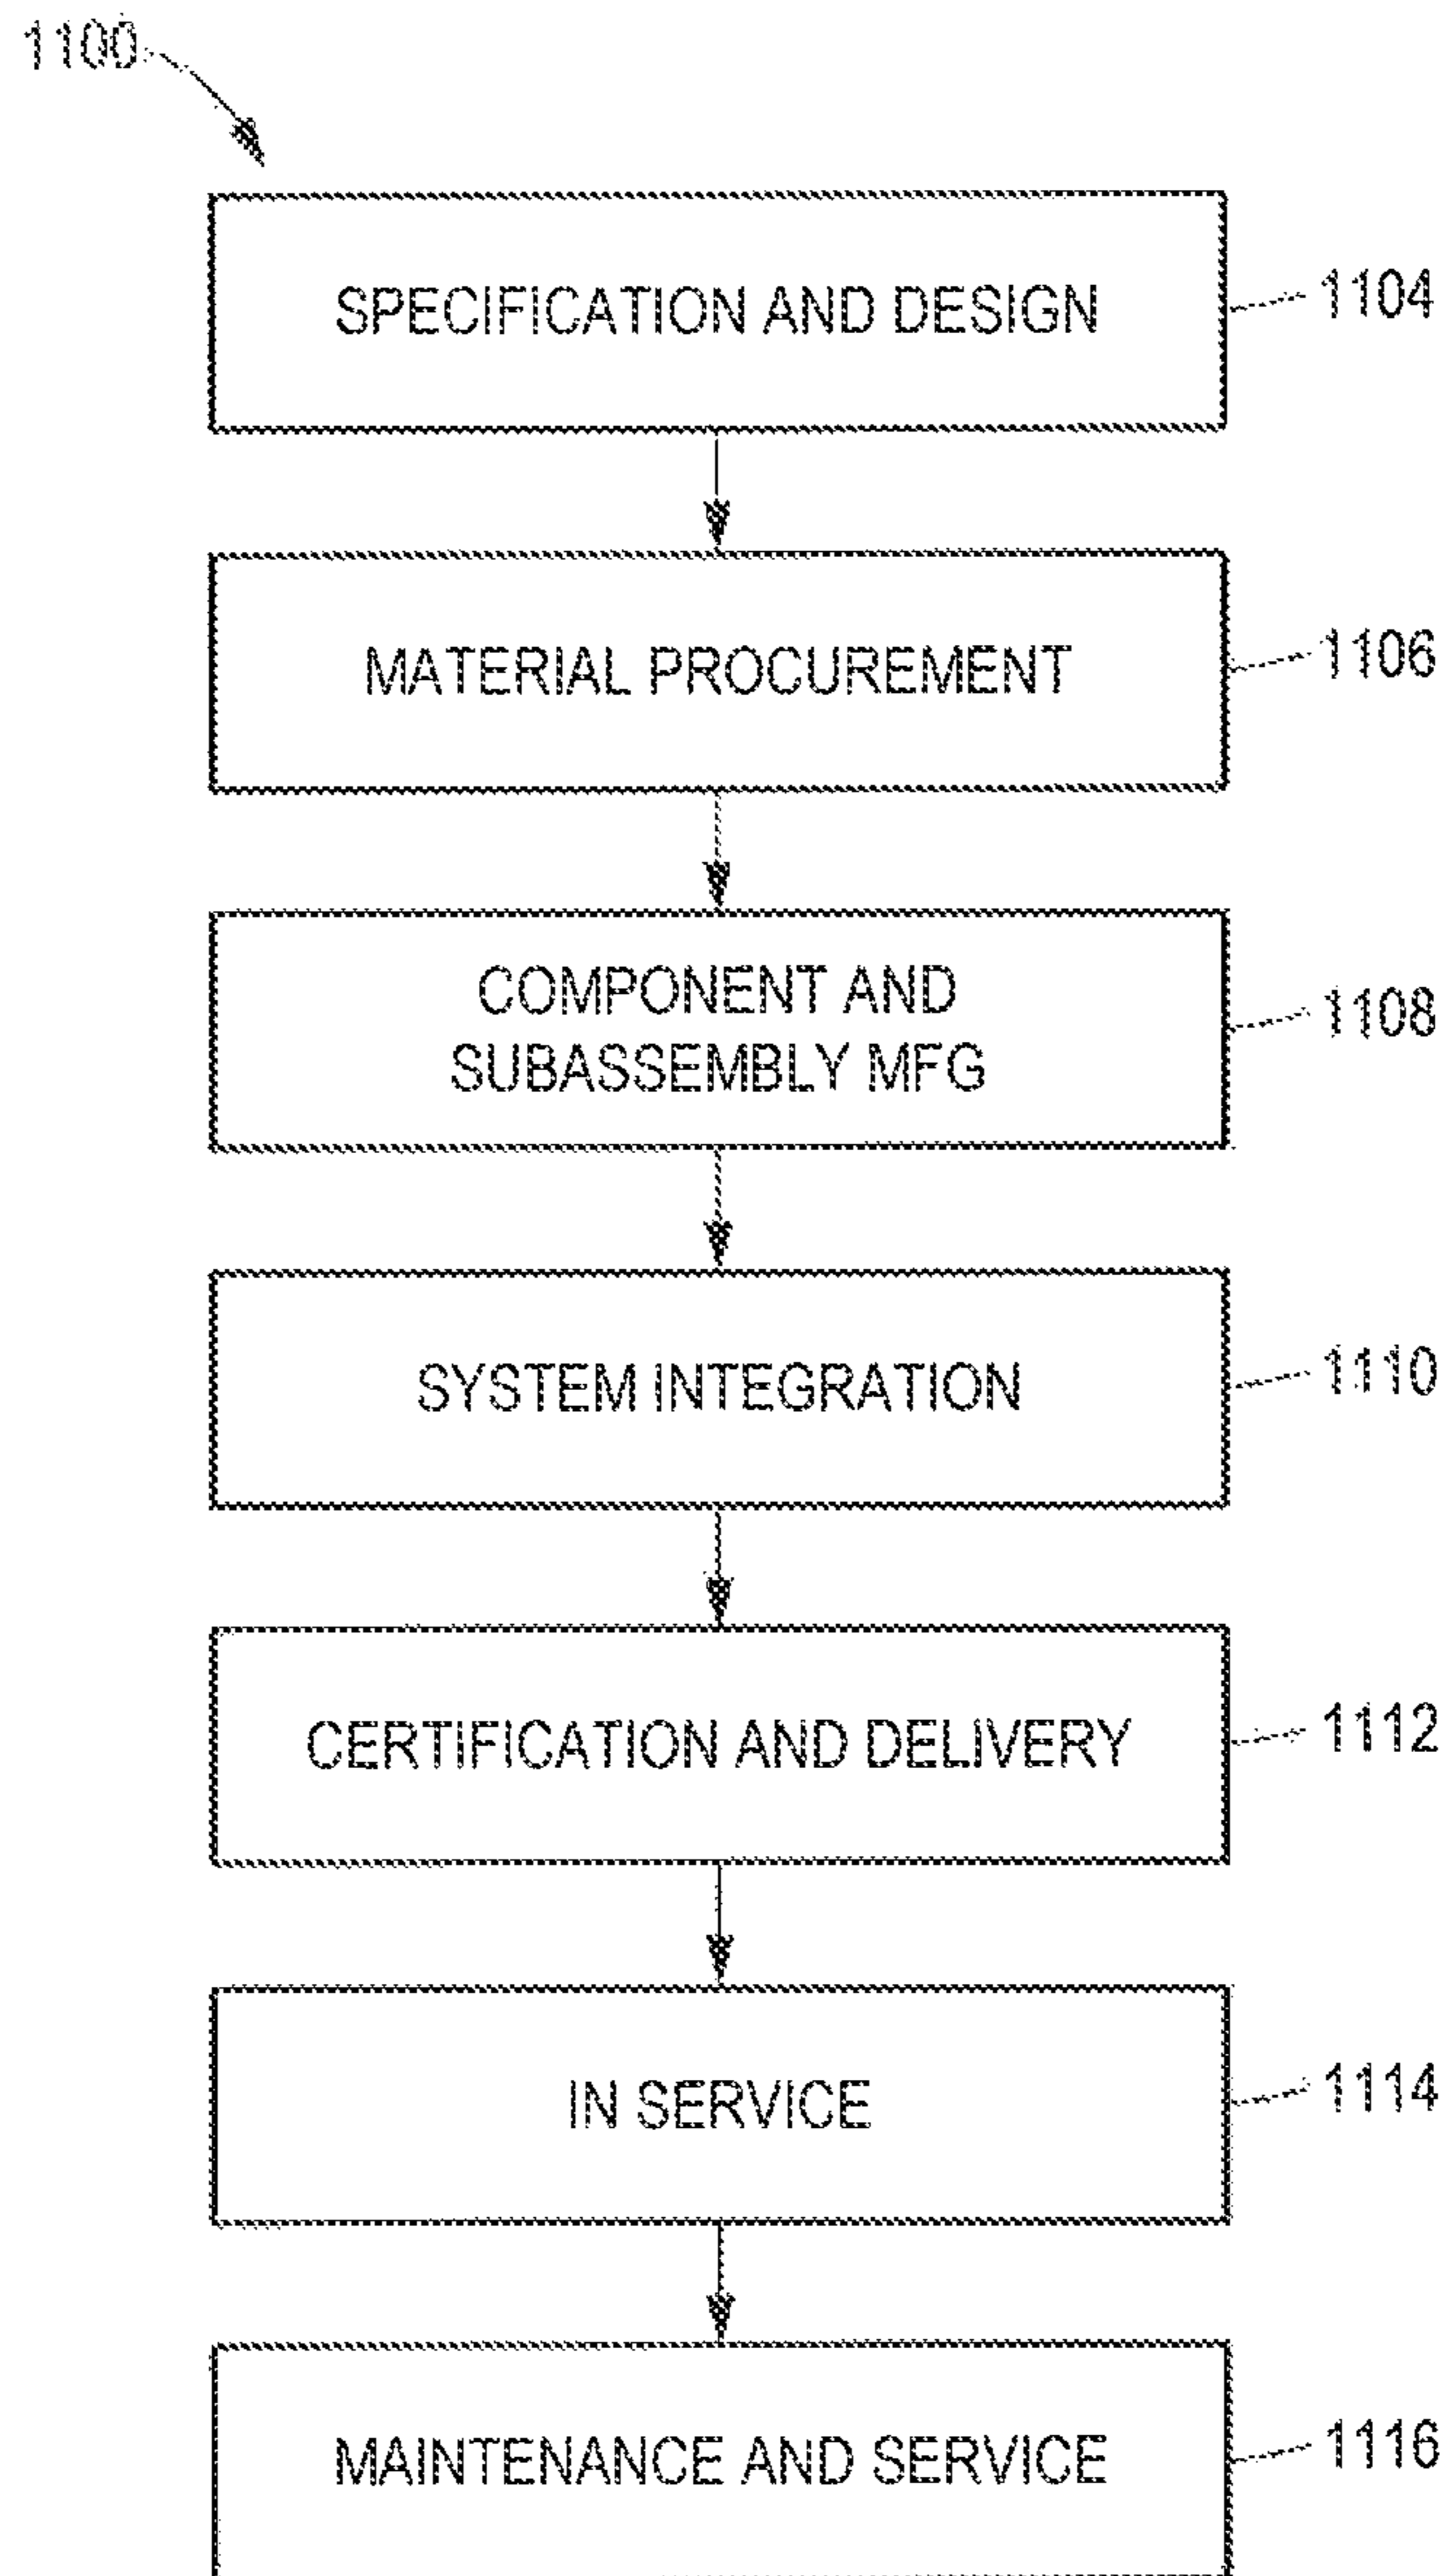 1100
SPECIFICATION AND DESIGN
1104
MATERIAL PROCUREMENT
1106
COMPONENT AND
SUBASSEMBLY MFG
1108
SYSTEM INTEGRATION
1110
CERTIFICATION AND DELIVERY
1112
IN SERVICE
1114
MAINTENANCE AND SERVICE
1116